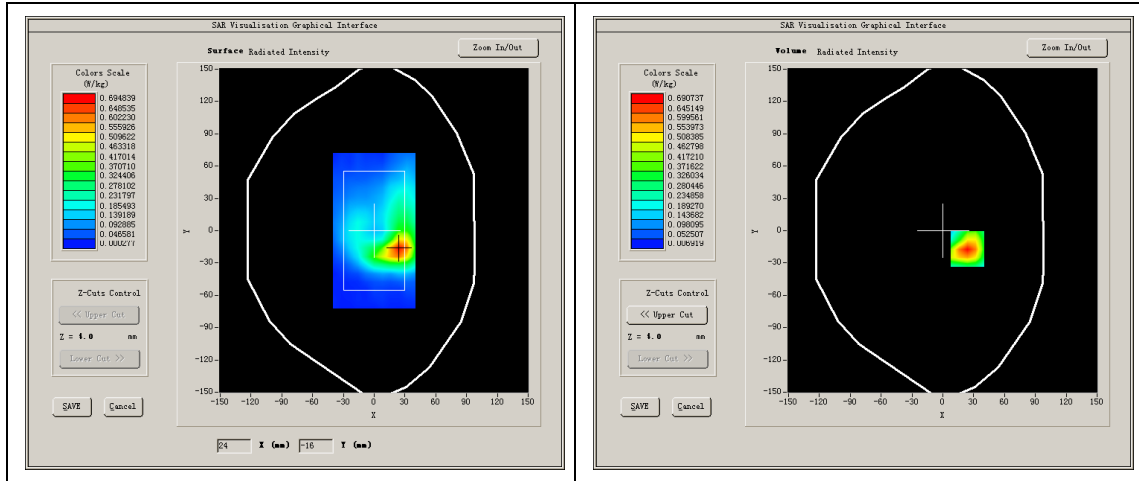 SAR Visualisation Graphical Interface
Surface Radiated Intensity
Zoom In/Out
Colors Scale
(W/kg)
0.694839
0.648535
0.602230
0.555926
0.509622
0.463318
0.417014
0.370710
0.324406
0.278102
0.231797
0.185493
0.139189
0.092885
0.046581
0.000277
Z-Cuts Control
<< Upper Cut
Z = 4.0 mm
Lower Cut >>
SAVE
Cancel
150
120
90
60
30
0
-30
-60
-90
-120
-150
Y
-150 -120 -90 -60 -30 0 30 60 90 120 150
X
24 X (mm) -16 Y (mm)
SAR Visualisation Graphical Interface
Volume Radiated Intensity
Zoom In/Out
Colors Scale
(W/kg)
0.690737
0.645149
0.599561
0.553973
0.508385
0.462798
0.417210
0.371622
0.326034
0.280446
0.234858
0.189270
0.143682
0.098095
0.052507
0.006919
Z-Cuts Control
<< Upper Cut
Z = 4.0 mm
Lower Cut >>
SAVE
Cancel
150
120
90
60
30
0
-30
-60
-90
-120
-150
Y
-150 -120 -90 -60 -30 0 30 60 90 120 150
X